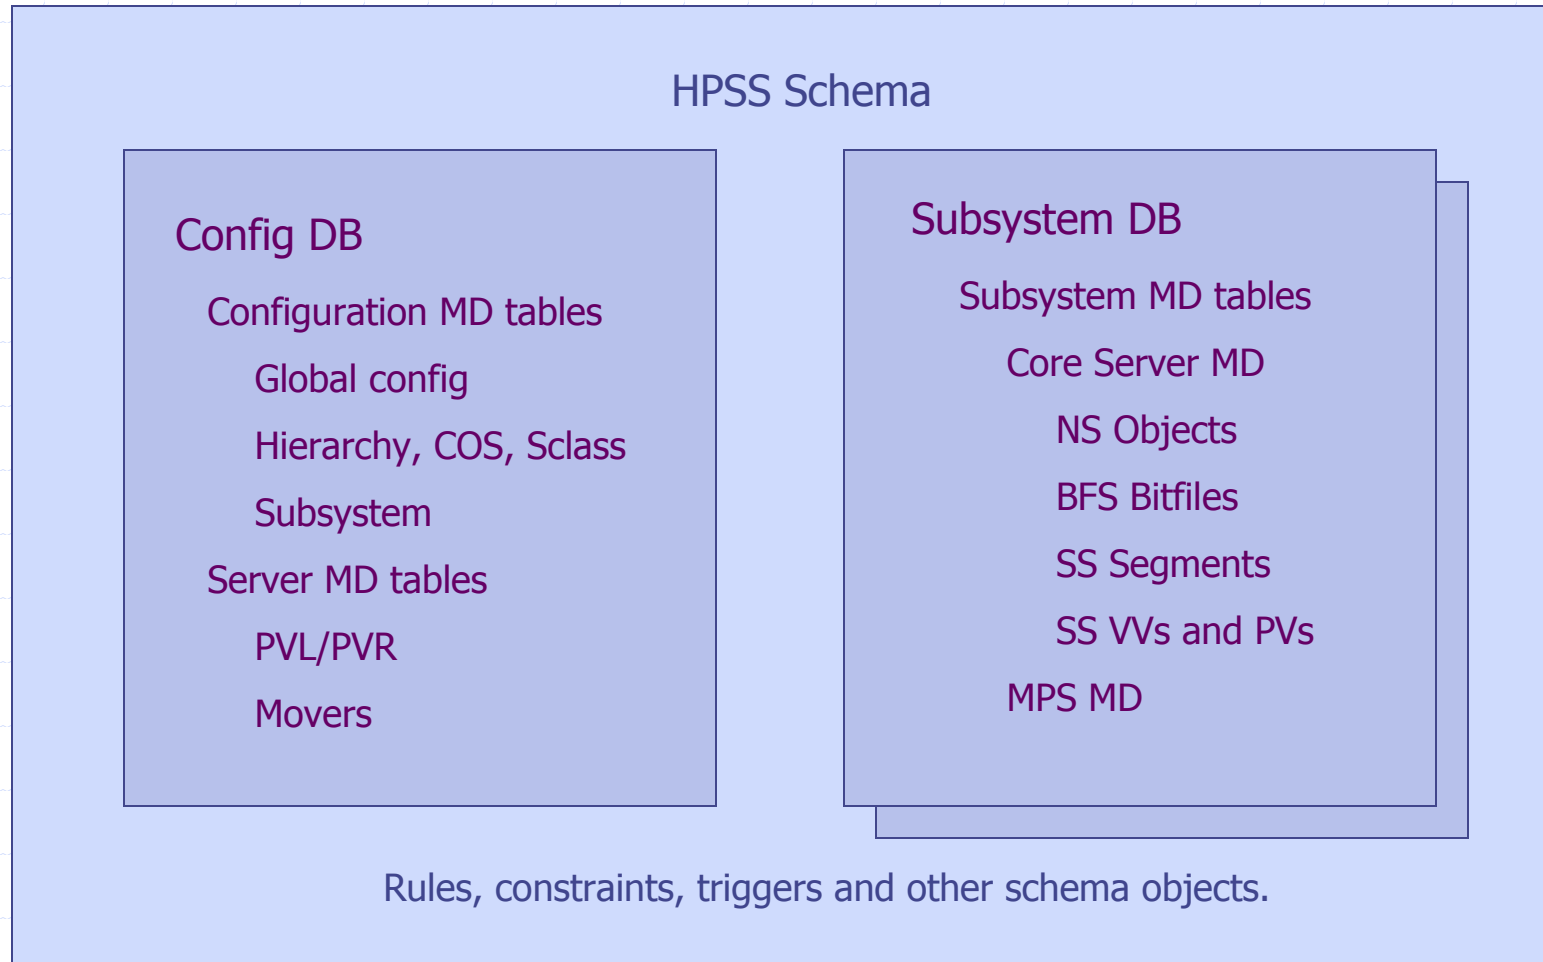 HPSS Schema
Config DB
Configuration MD tables
Global config
Hierarchy, COS, Sclass
Subsystem
Server MD tables
PVL/PVR
Movers
Subsystem DB
Subsystem MD tables
Core Server MD
NS Objects
BFS Bitfiles
SS Segments
SS VVs and PVs
MPS MD
Rules, constraints, triggers and other schema objects.